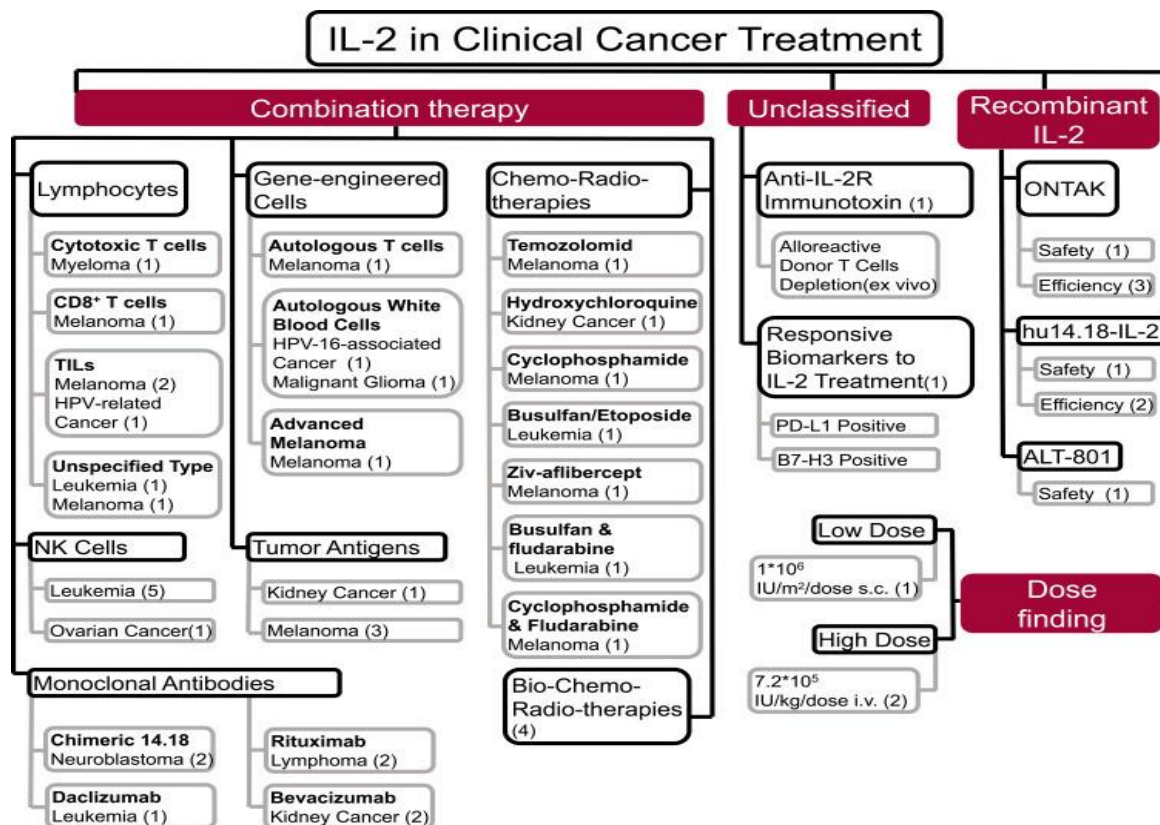 IL-2 in Clinical Cancer Treatment
Combination therapy
Lymphocytes
Cytotoxic T cells
Myeloma (1)
CD8⁺ T cells
Melanoma (1)
TILs
Melanoma (2)
HPV-related
Cancer (1)
Unspecified Type
Leukemia (1)
Melanoma (1)
NK Cells
Leukemia (5)
Ovarian Cancer(1)
Monoclonal Antibodies
Chimeric 14.18
Neuroblastoma (2)
Daclizumab
Leukemia (1)
Rituximab
Lymphoma (2)
Bevacizumab
Kidney Cancer (2)
Gene-engineered
Cells
Autologous T cells
Melanoma (1)
Autologous White
Blood Cells
HPV-16-associated
Cancer (1)
Malignant Glioma (1)
Advanced
Melanoma
Melanoma (1)
Tumor Antigens
Kidney Cancer (1)
Melanoma (3)
Chemo-Radio-
therapies
Temozolomid
Melanoma (1)
Hydroxychloroquine
Kidney Cancer (1)
Cyclophosphamide
Melanoma (1)
Busulfan/Etoposide
Leukemia (1)
Ziv-aflibercept
Melanoma (1)
Busulfan &
fludarabine
Leukemia (1)
Cyclophosphamide
& Fludarabine
Melanoma (1)
Bio-Chemo-
Radio-therapies
(4)
Unclassified
Anti-IL-2R
Immunotoxin (1)
Alloreactive
Donor T Cells
Depletion(ex vivo)
Responsive
Biomarkers to
IL-2 Treatment(1)
PD-L1 Positive
B7-H3 Positive
Recombinant
IL-2
ONTAK
Safety (1)
Efficiency (3)
hu14.18-IL-2
Safety (1)
Efficiency (2)
ALT-801
Safety (1)
Dose
finding
Low Dose
1*10⁶
IU/m²/dose s.c. (1)
High Dose
7.2*10⁵
IU/kg/dose i.v. (2)